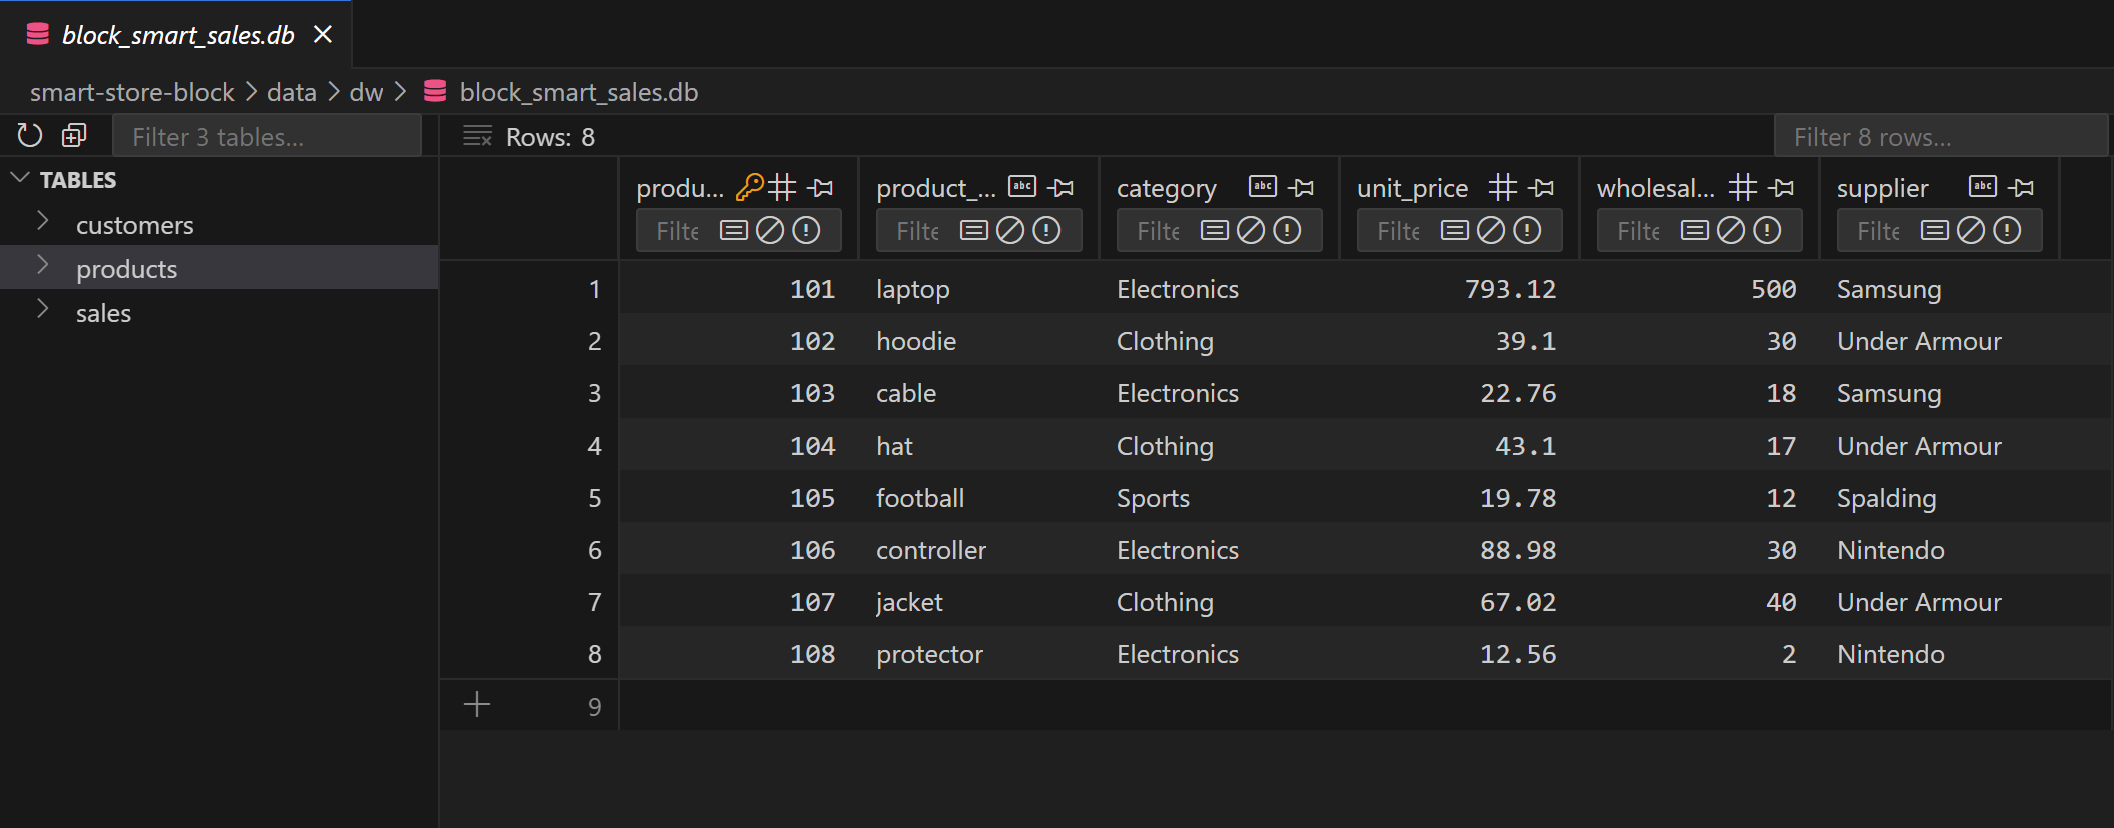 block_smart_sales.db
smart-store-block > data > dw > block_smart_sales.db
Filter 3 tables...
Rows: 8
Filter 8 rows...
TABLES
customers
products
sales
produ... product_... category unit_price wholesal... supplier
Filte Filte Filte Filte Filte Filte
1 101 laptop Electronics 793.12 500 Samsung
2 102 hoodie Clothing 39.1 30 Under Armour
3 103 cable Electronics 22.76 18 Samsung
4 104 hat Clothing 43.1 17 Under Armour
5 105 football Sports 19.78 12 Spalding
6 106 controller Electronics 88.98 30 Nintendo
7 107 jacket Clothing 67.02 40 Under Armour
8 108 protector Electronics 12.56 2 Nintendo
9